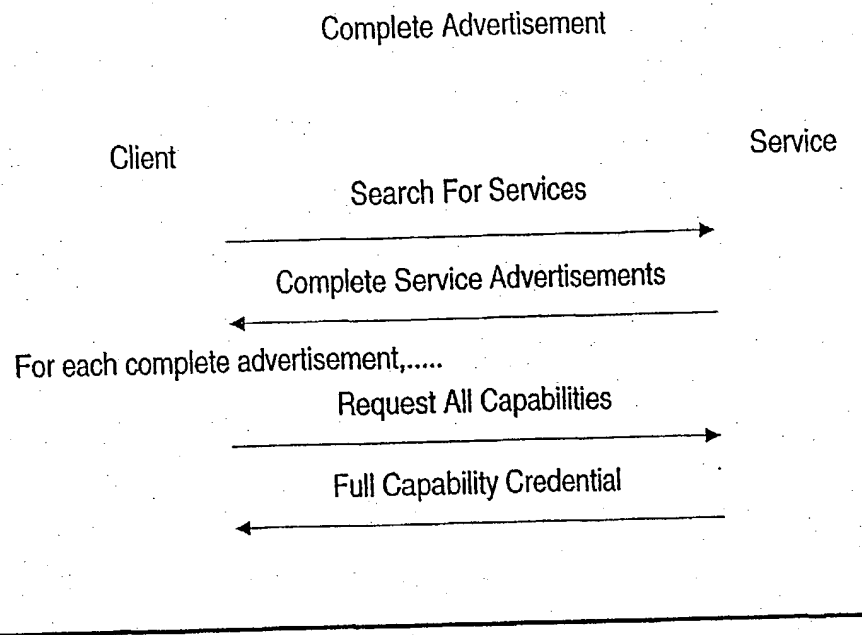 Complete Advertisement
Client
Service
Search For Services
Complete Service Advertisements
For each complete advertisement,.....
Request All Capabilities
Full Capability Credential